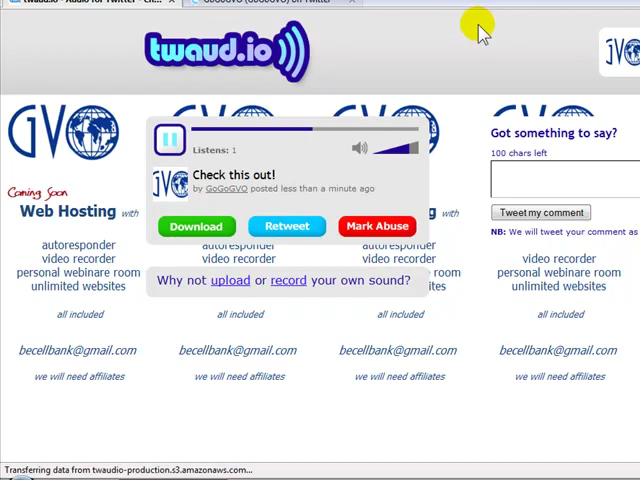 twaud.io - Audio for Twitter - Ch...
GoGoGVO (GoGoGVO) on Twitter
twaud.io
GVO
GVO
GVO
GVO
GVO
Listens: 1
Check this out!
by GoGoGVO posted less than a minute ago
Download
Retweet
Mark Abuse
Why not upload or record your own sound?
Got something to say?
100 chars left
Tweet my comment
NB: We will tweet your comment as
Coming Soon
Web Hosting with
autoresponder
video recorder
personal webinare room
unlimited websites
all included
becellbank@gmail.com
we will need affiliates
all included
becellbank@gmail.com
we will need affiliates
all included
becellbank@gmail.com
we will need affiliates
video recorder
personal webinare room
unlimited websites
all included
becellbank@gmail.com
we will need affiliates
Transferring data from twaudio-production.s3.amazonaws.com...